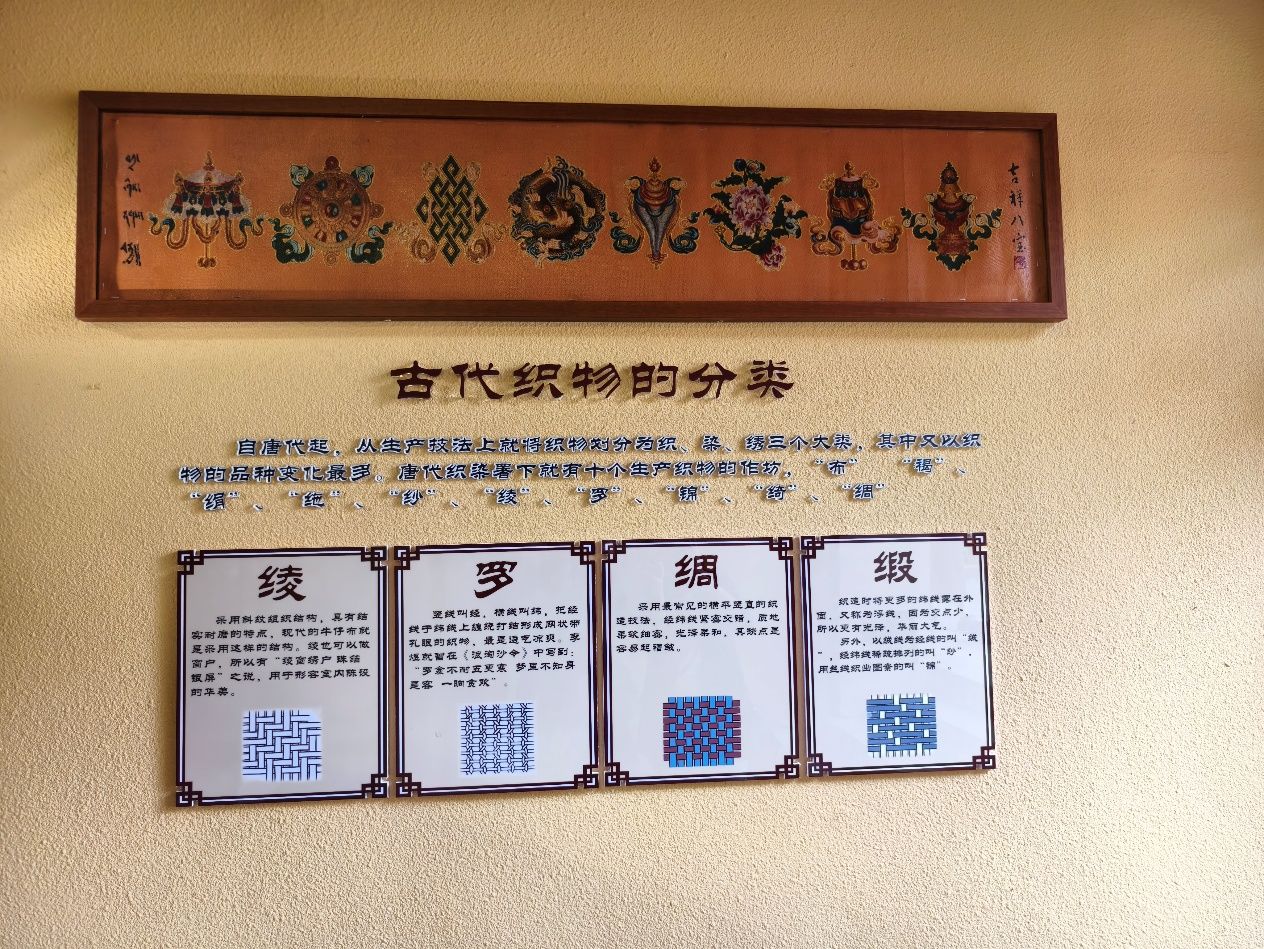 吉祥八宝
古代织物的分类
自唐代起，从生产技法上就将织物划分为织、染、绣三个大类，其中又以织
物的品种变化最多。唐代织染署下就有十个生产织物的作坊，“布” “褐”、
“绢”、“絁”、“纱”、“绫”、“罗”、“锦”、“绮”、“绸”
绫
采用斜纹组织结构，具有结
实耐磨的特点，现代的牛仔布就
是采用这样的结构。绫也可以做
窗户，所以有“绫窗绣户 珠箔
银屏”之说，用于形容室内陈设
的华美。
罗
竖线叫经，横线叫纬，把经
线于纬线上缠绕打结形成网状带
孔眼的织物，最是透气凉爽。李
煜就曾在《浪淘沙令》中写到：
“罗衾不耐五更寒 梦里不知身
是客 一晌贪欢”。
绸
采用最常见的横平竖直的织
造技法，经纬线紧密交错，质地
柔软细密，光泽柔和，其缺点是
容易起褶皱。
缎
织造时将更多的纬线露在外
面，又称为浮线，因为交点少，
所以更有光泽，华丽大气。
另外，以绒线为经线的叫“绒
”，经纬线稀疏排列的叫“纱”，
用丝线织出图案的叫“锦”。